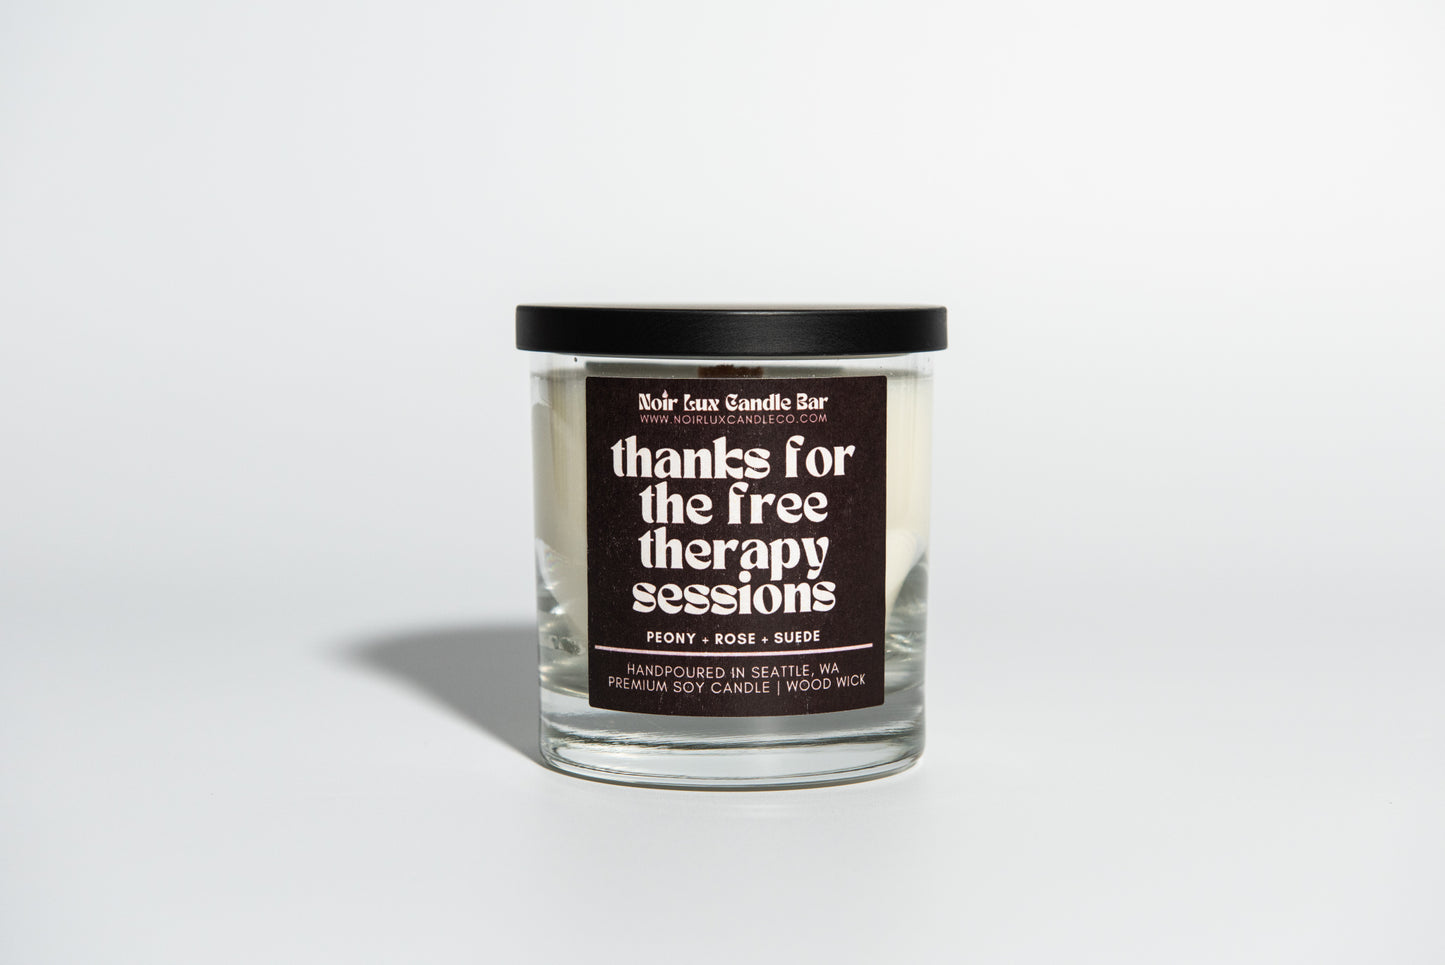 Noir Lux Candle Bar
WWW.NOIRLUXCANDLECO.COM
thanks for
the free
therapy
sessions
PEONY + ROSE + SUEDE
HANDPOURED IN SEATTLE, WA
PREMIUM SOY CANDLE | WOOD WICK